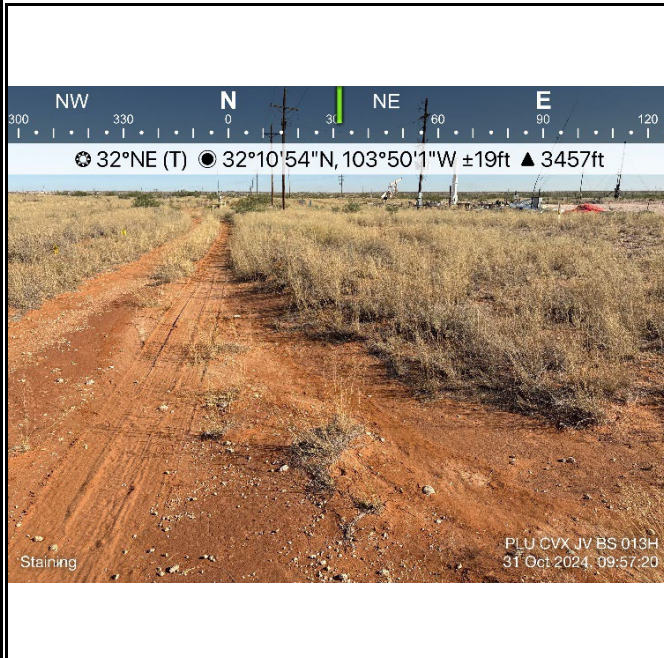 NW N NE E
300 330 0 30 60 90 120
32°NE (T) 32°10'54"N, 103°50'1"W ±19ft ▲ 3457ft
Staining
PLU CVX JV BS 013H
31 Oct 2024, 09:57:20